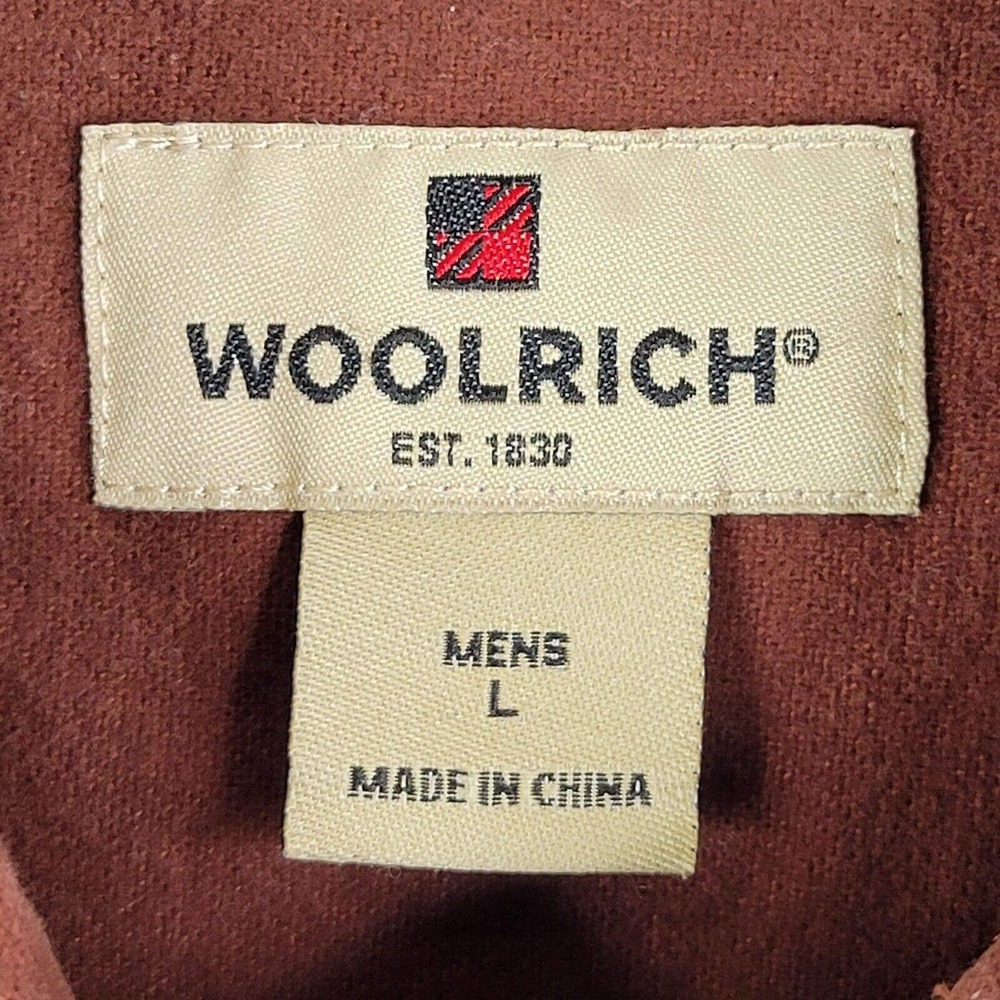 WOOLRICH®
EST. 1830
MENS
L
MADE IN CHINA